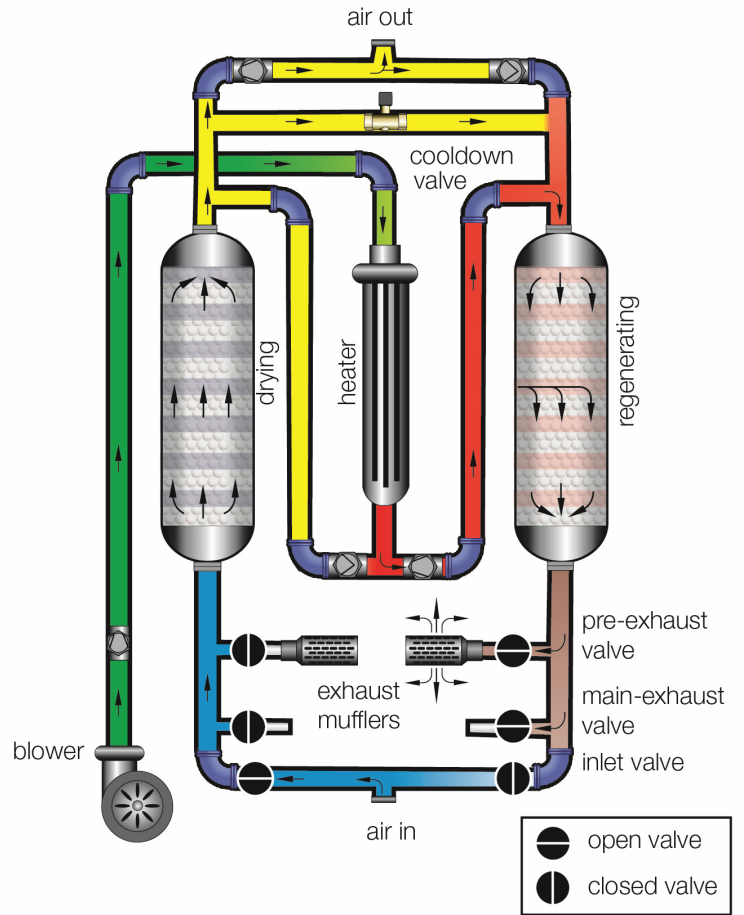 air out
cooldown
valve
drying
heater
regenerating
pre-exhaust
valve
exhaust
mufflers
main-exhaust
valve
blower
inlet valve
air in
open valve
closed valve